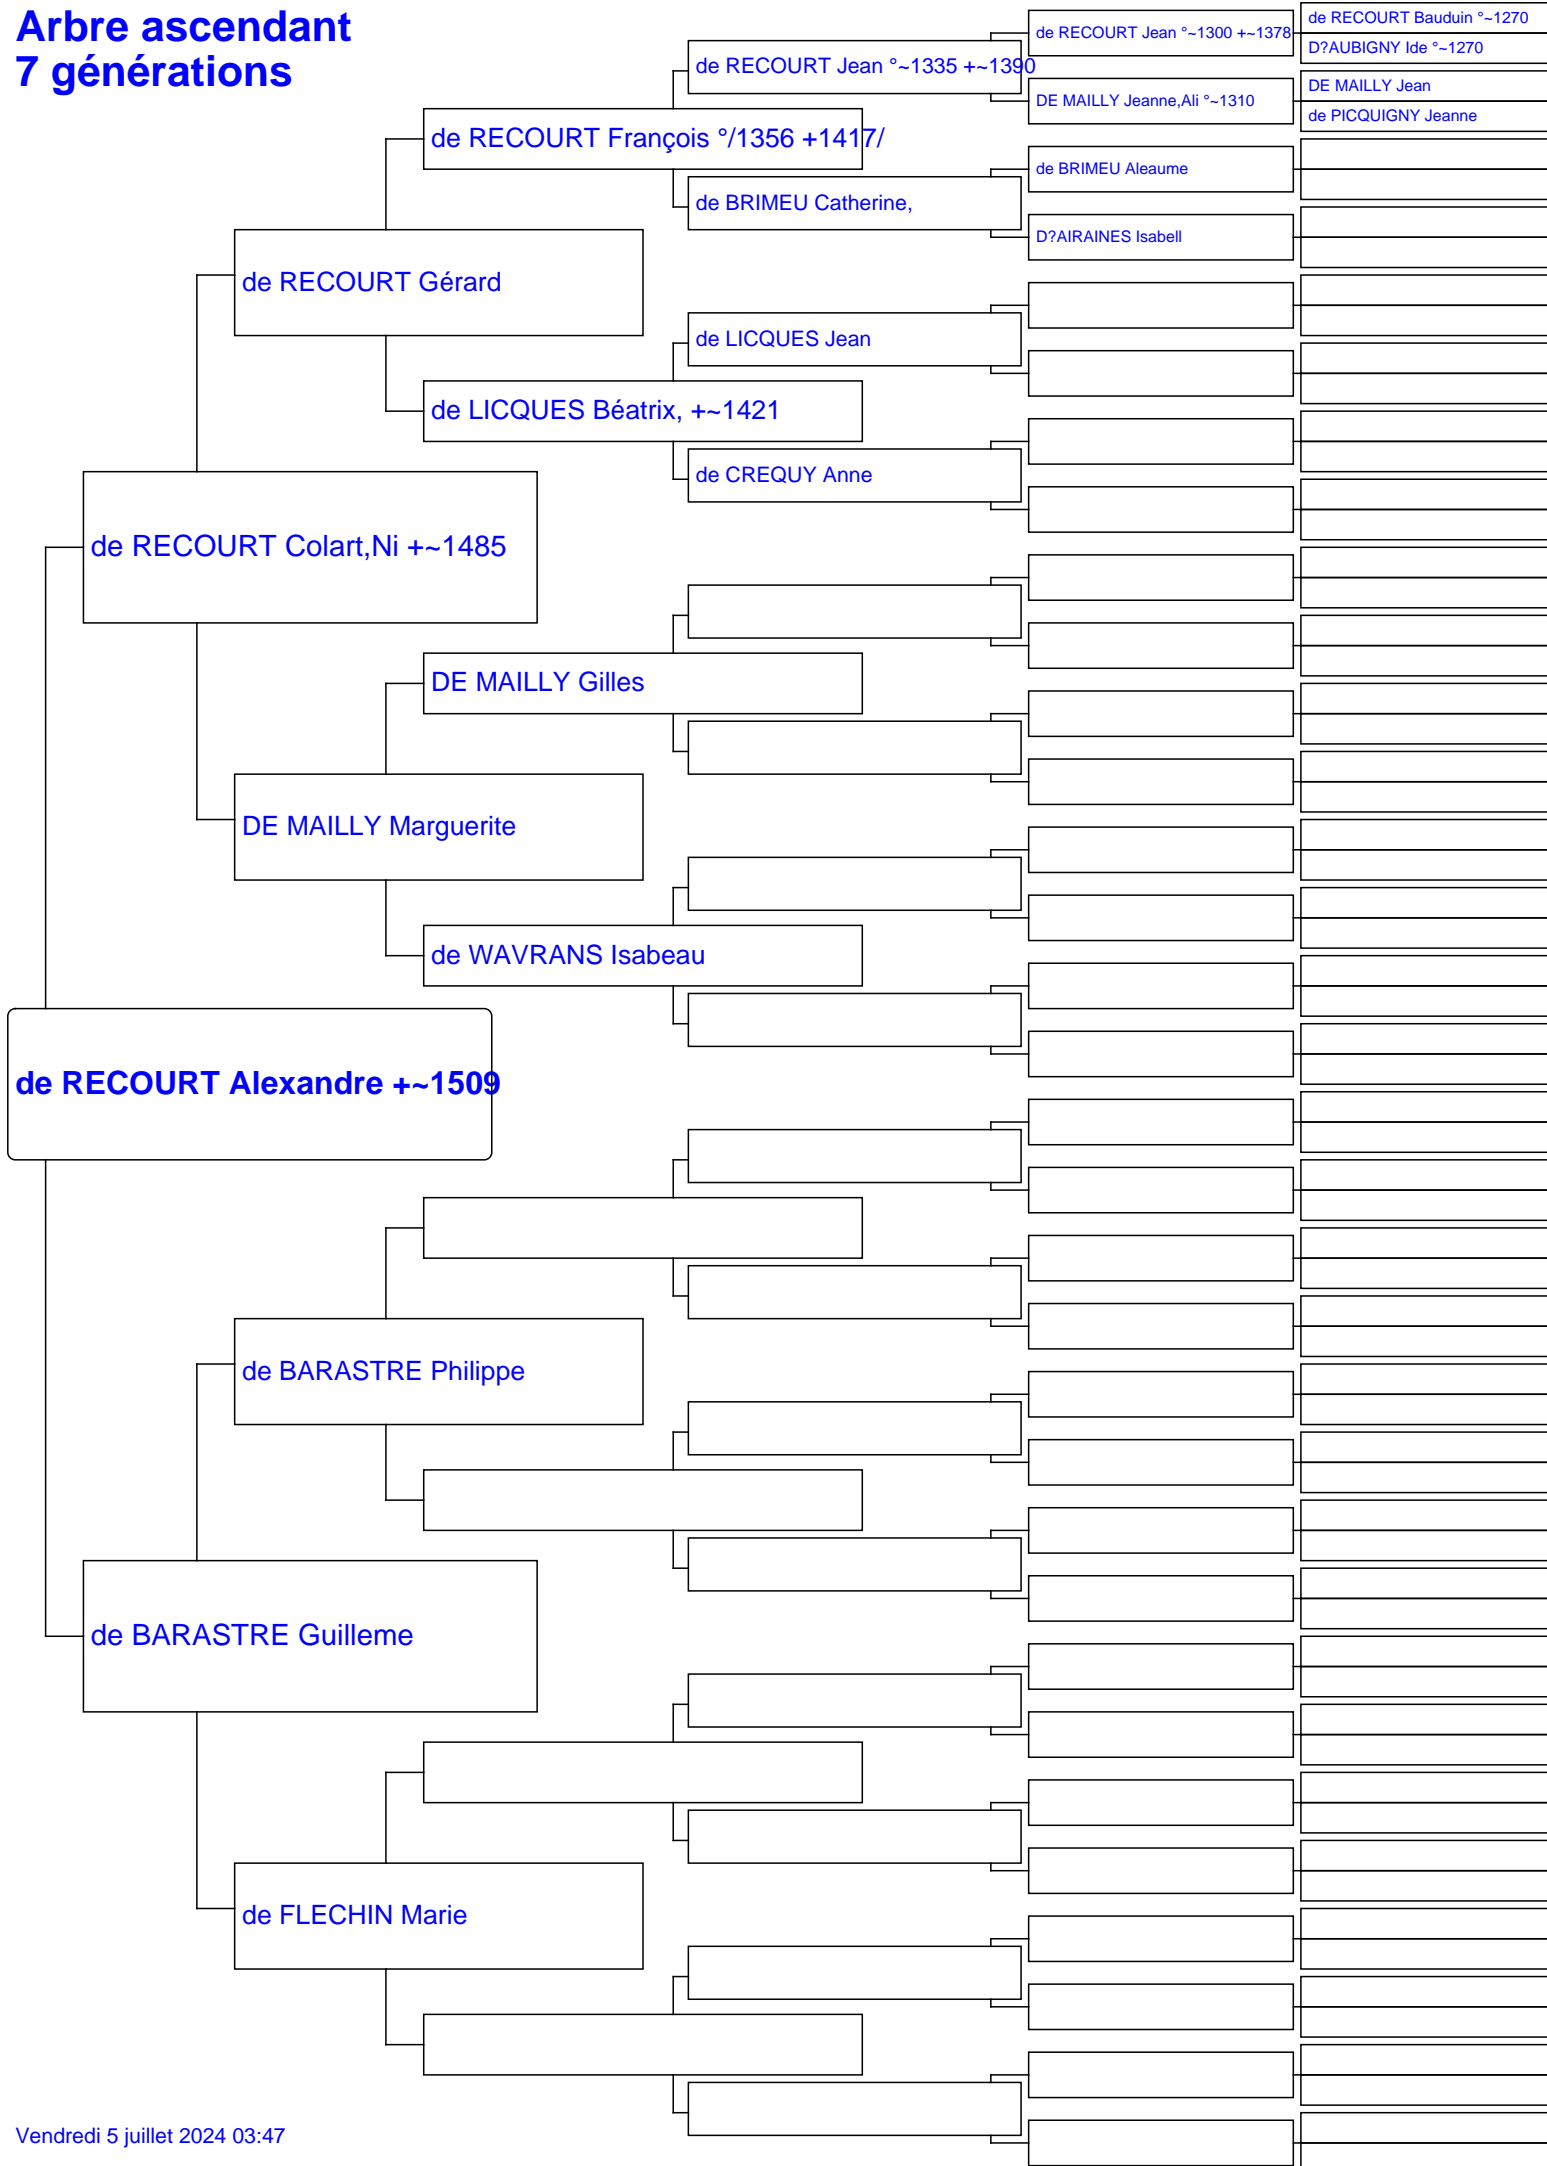 Arbre ascendant
7 générations
de RECOURT Jean °~1300 +~1378
de RECOURT Bauduin °~1270
D?AUBIGNY Ide °~1270
de RECOURT Jean °~1335 +~1390
DE MAILLY Jeanne,Ali °~1310
DE MAILLY Jean
de PICQUIGNY Jeanne
de RECOURT François °/1356 +1417/
de BRIMEU Aleaume
de BRIMEU Catherine,
D?AIRAINES Isabell
de RECOURT Gérard
de LICQUES Jean
de LICQUES Béatrix, +~1421
de CREQUY Anne
de RECOURT Colart,Ni +~1485
DE MAILLY Gilles
DE MAILLY Marguerite
de WAVRANS Isabeau
de RECOURT Alexandre +~1509
de BARASTRE Philippe
de BARASTRE Guilleme
de FLECHIN Marie
Vendredi 5 juillet 2024 03:47